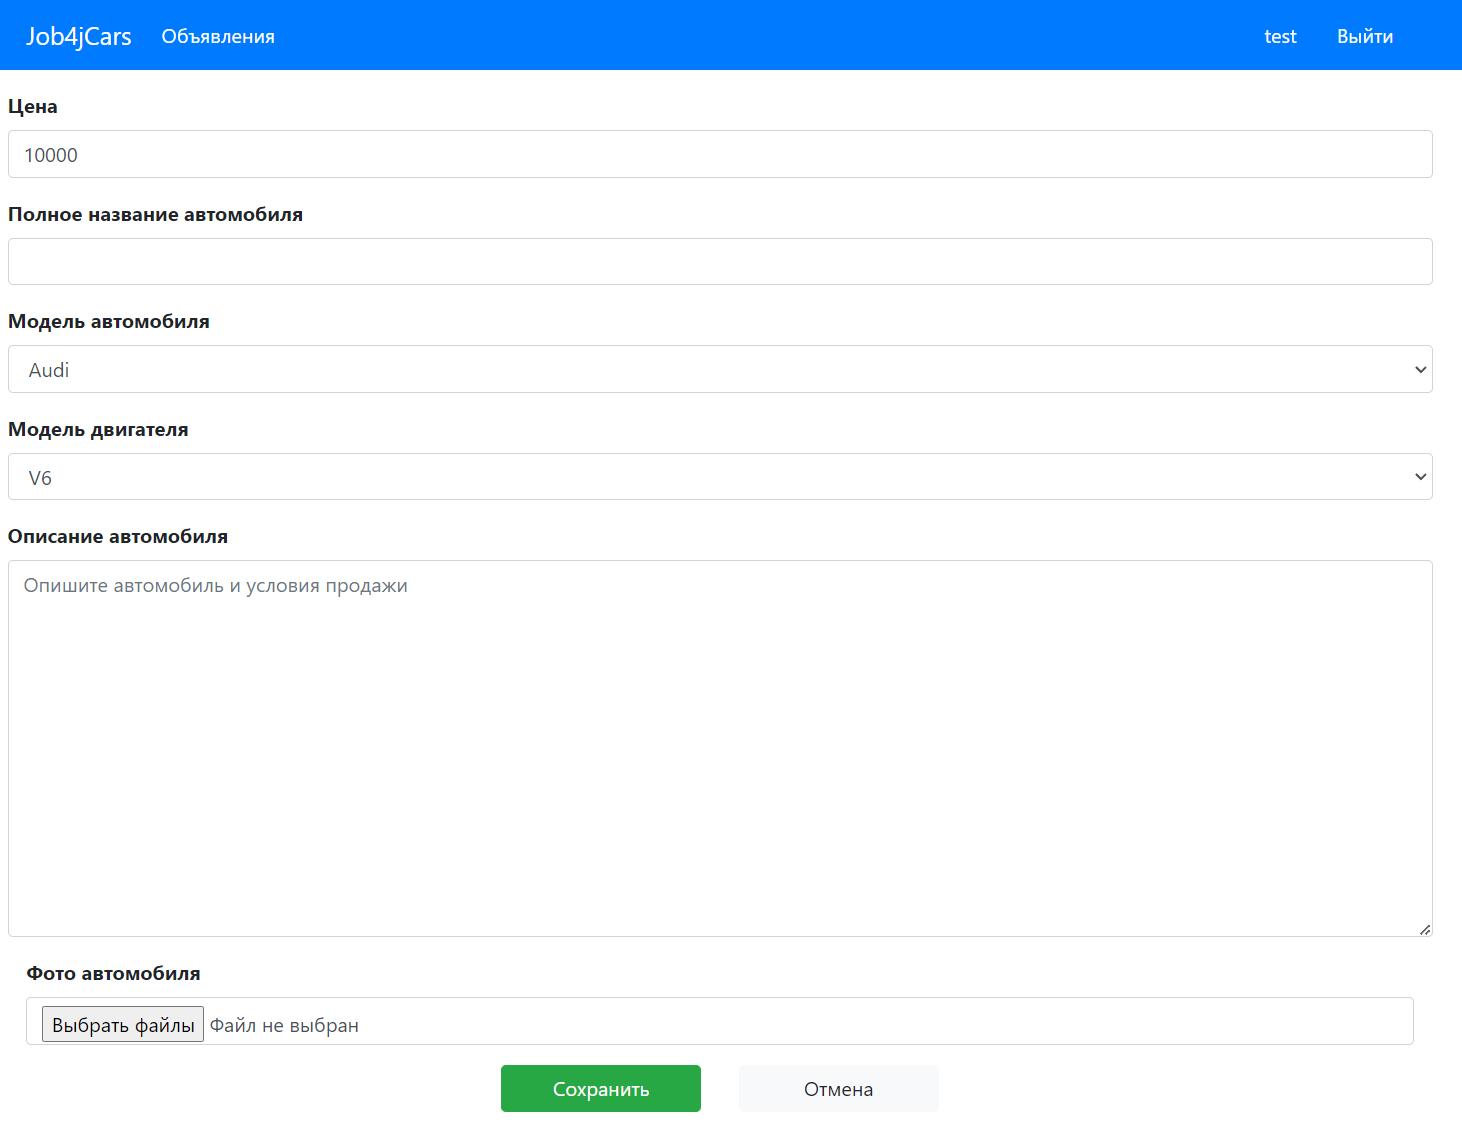 Job4jCars Объявления test Выйти
Цена
10000
Полное название автомобиля
Модель автомобиля
Audi
Модель двигателя
V6
Описание автомобиля
Опишите автомобиль и условия продажи
Фото автомобиля
Выбрать файлы Файл не выбран
Сохранить Отмена